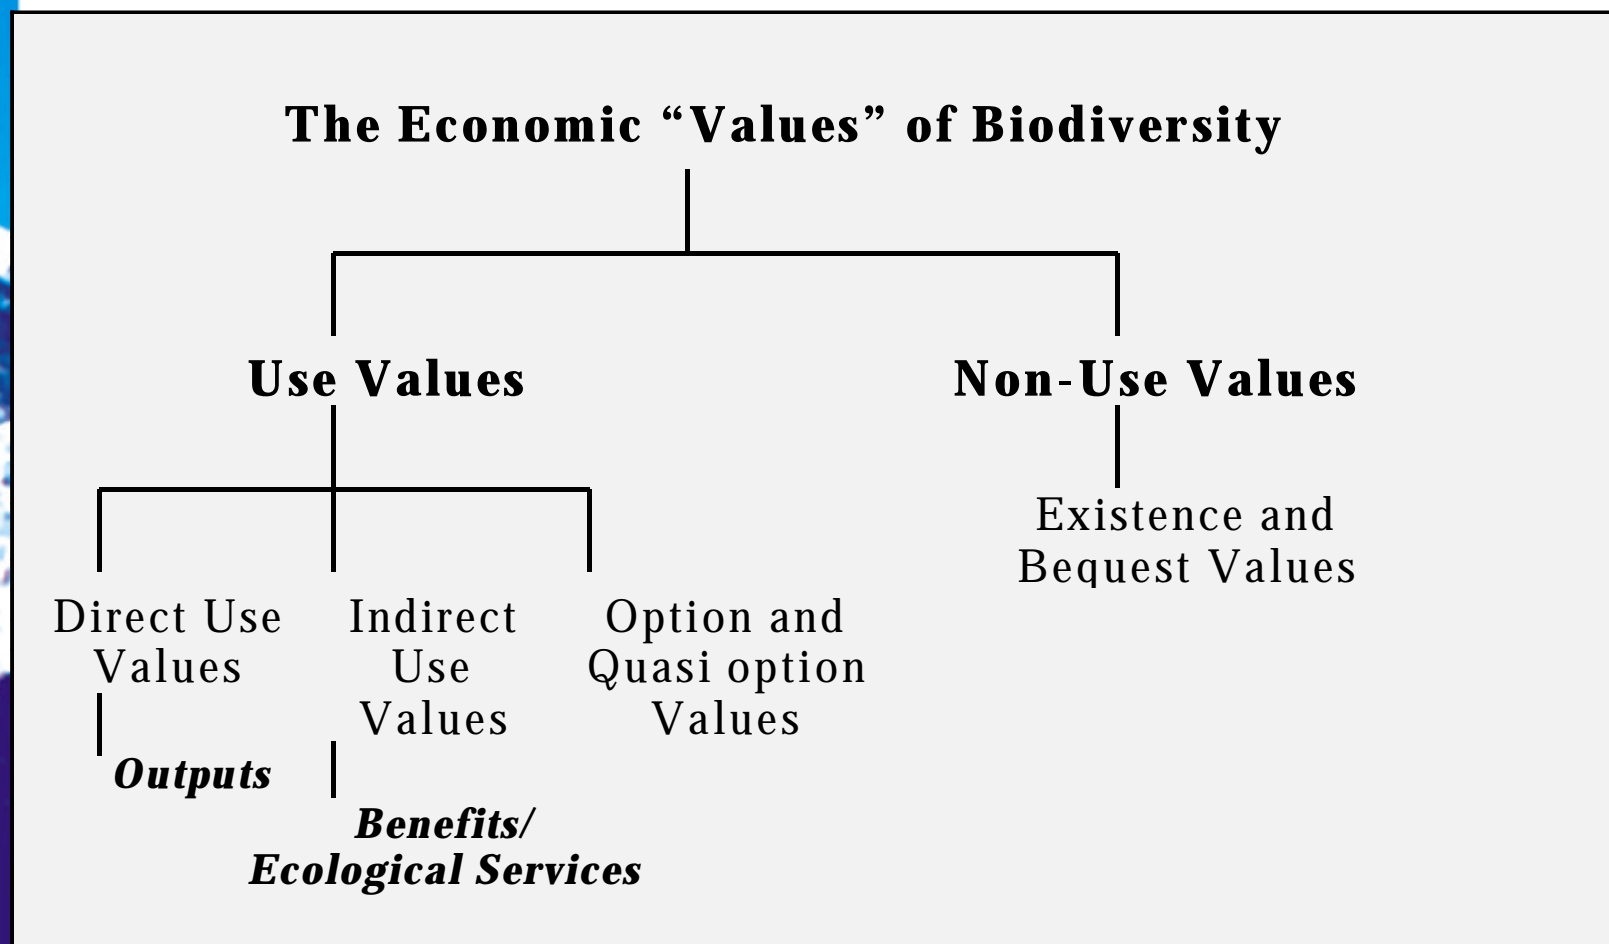 The Economic “Values” of Biodiversity
Use Values
Non-Use Values
Existence and
Bequest Values
Direct Use
Values
Indirect
Use
Values
Option and
Quasi option
Values
Outputs
Benefits/
Ecological Services